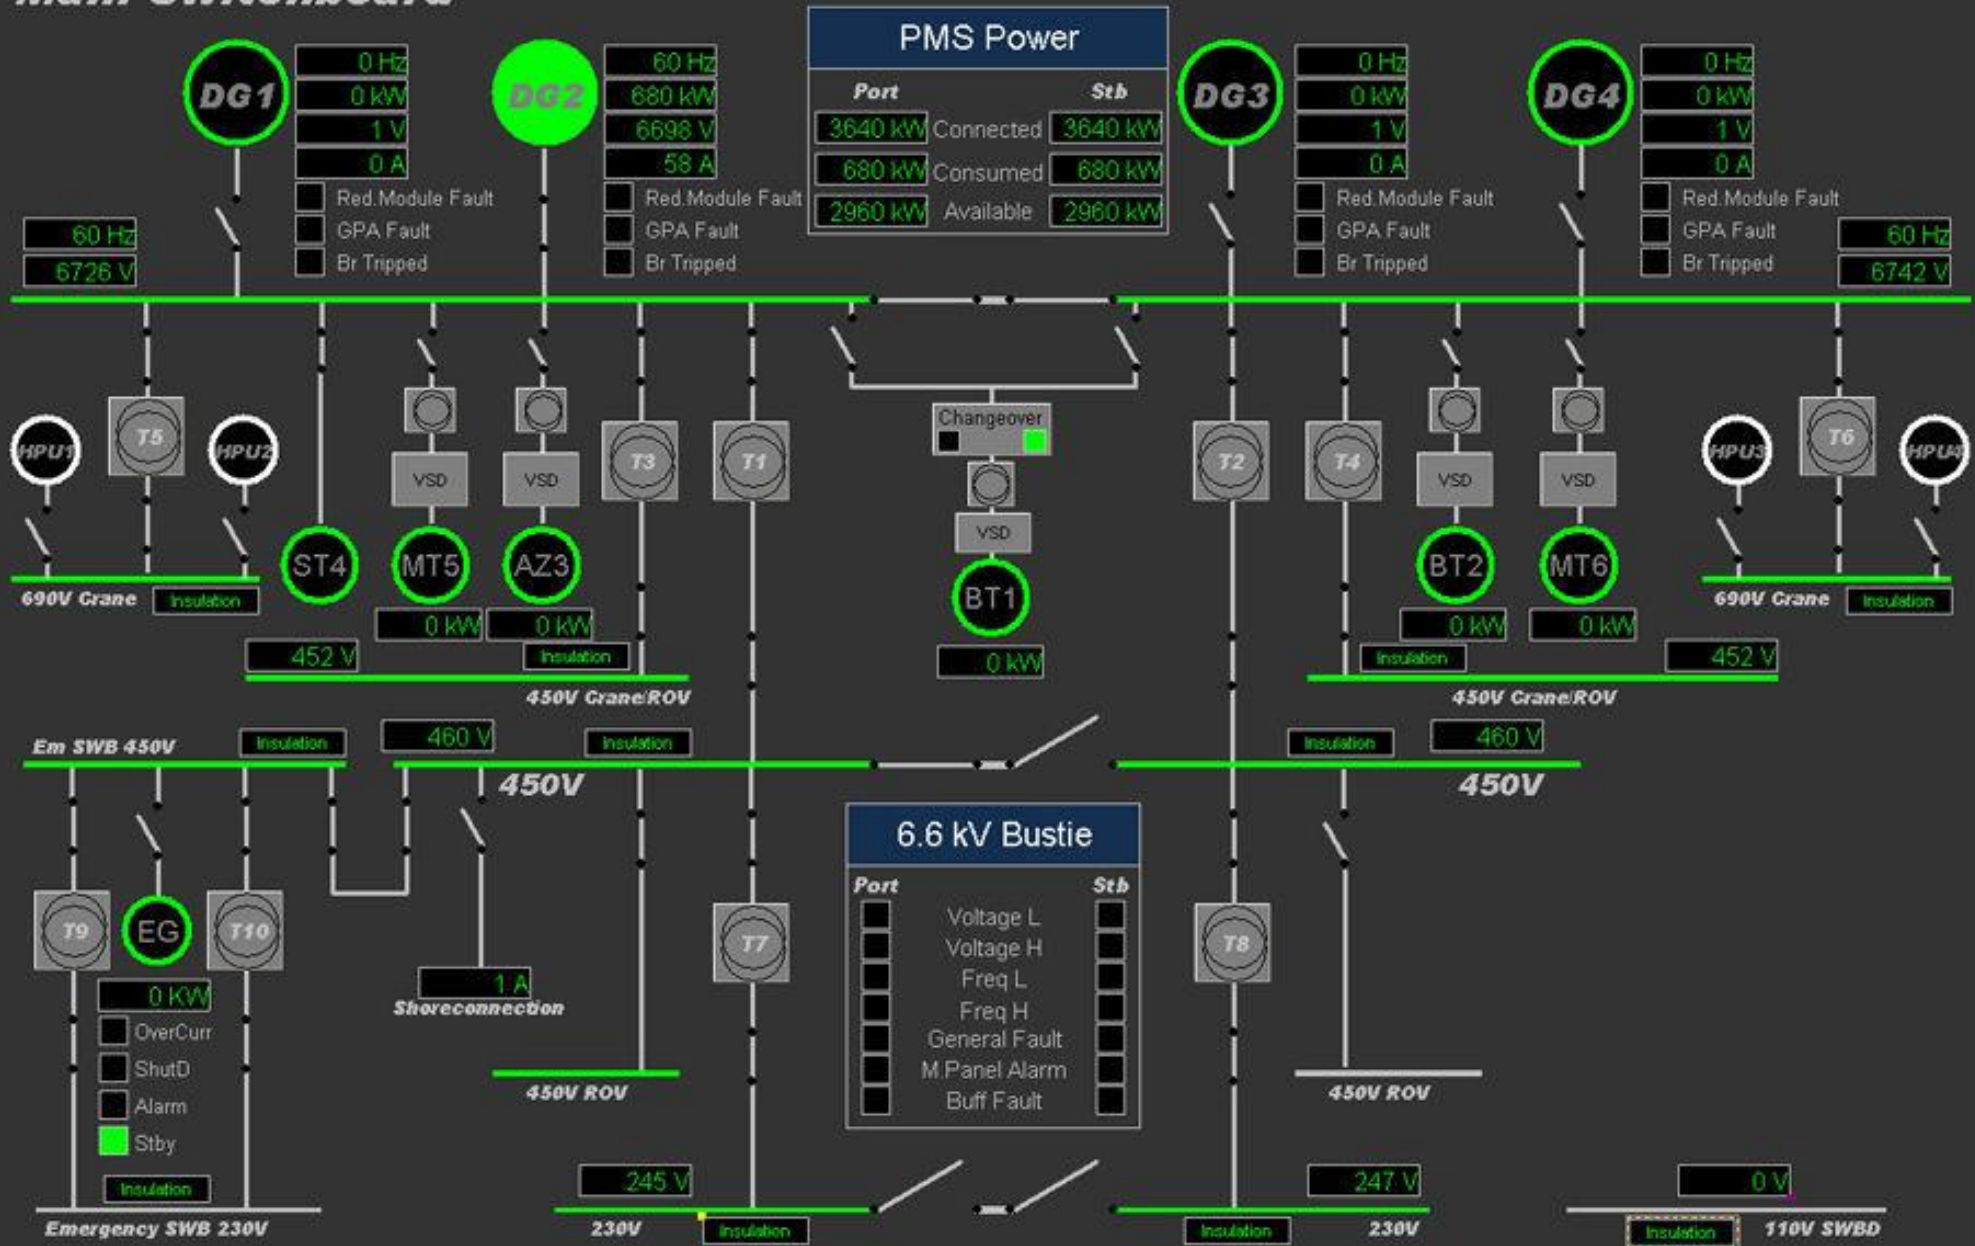 Main Switchboard
DG1
0 Hz
0 kW
1 V
0 A
Red.Module Fault
GPA Fault
Br Tripped
DG2
60 Hz
680 kW
6698 V
58 A
Red.Module Fault
GPA Fault
Br Tripped
PMS Power
Port Stb
3640 kW Connected 3640 kW
680 kW Consumed 680 kW
2960 kW Available 2960 kW
DG3
0 Hz
0 kW
1 V
0 A
Red.Module Fault
GPA Fault
Br Tripped
DG4
0 Hz
0 kW
1 V
0 A
Red.Module Fault
GPA Fault
Br Tripped
60 Hz
6726 V
60 Hz
6742 V
HPU1
T5
HPU2
690V Crane Insulation
ST4
VSD
MT5
0 kW
VSD
AZ3
0 kW
T3
T1
452 V
Insulation
450V Crane/ROV
Changeover
VSD
BT1
0 kW
T2
T4
VSD
BT2
0 kW
VSD
MT6
0 kW
HPU3
T6
HPU4
690V Crane Insulation
Insulation
452 V
450V Crane/ROV
Em SWB 450V
Insulation
460 V
Insulation
450V
Insulation
460 V
450V
T9
EG
T10
0 KW
OverCurr
ShutD
Alarm
Stby
Insulation
Emergency SWB 230V
1 A
Shoreconnection
450V ROV
T7
6.6 kV Bustie
Port Stb
Voltage L
Voltage H
Freq L
Freq H
General Fault
M.Panel Alarm
Buff Fault
T8
450V ROV
245 V
230V Insulation
247 V
Insulation 230V
0 V
Insulation 110V SWBD